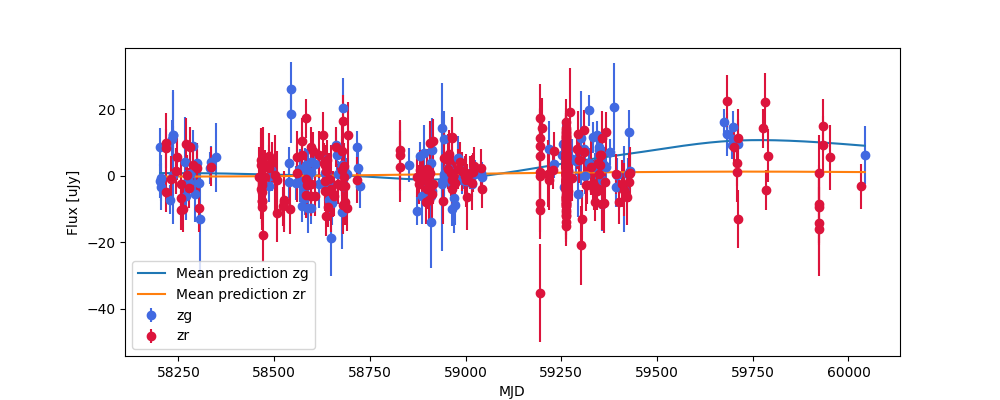 20
0
−20
−40
Flux [uJy]
Mean prediction zg
Mean prediction zr
zg
zr
58250 58500 58750 59000 59250 59500 59750 60000
MJD